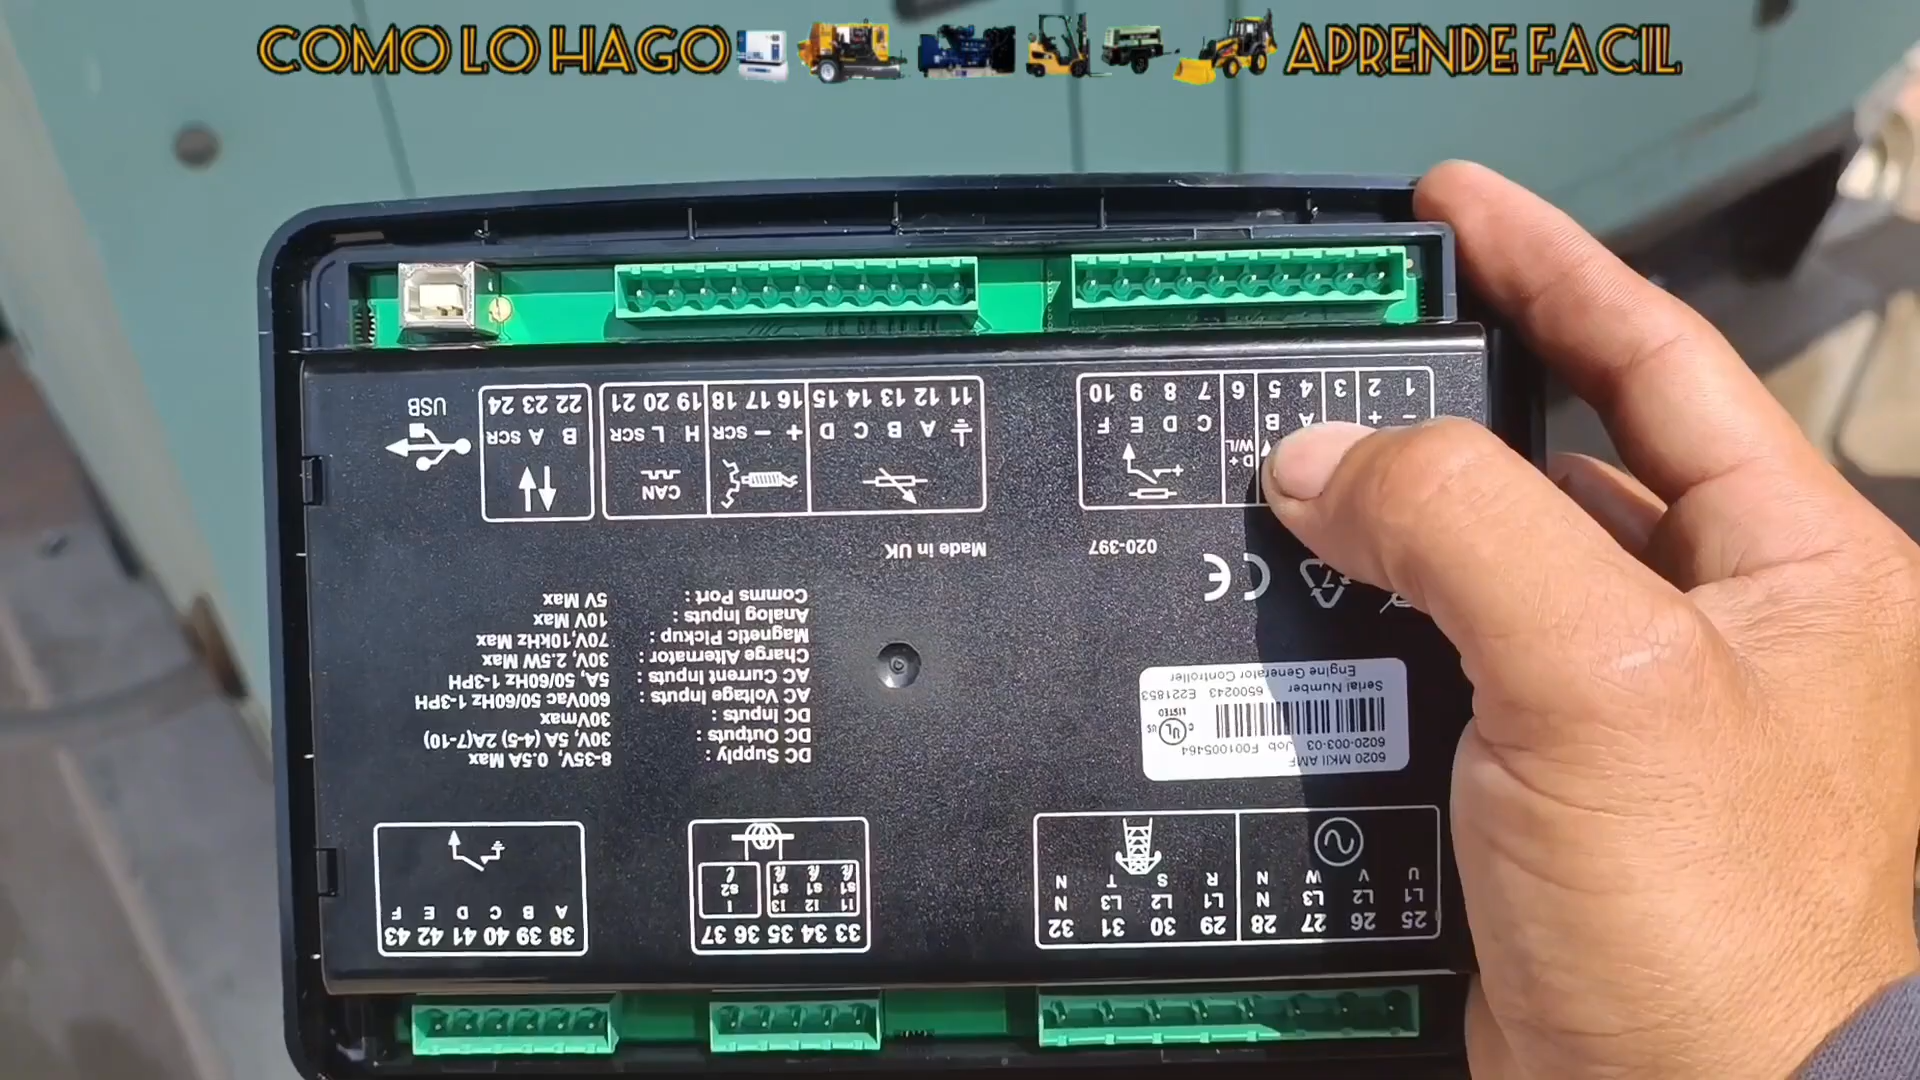 COMO LO HAGO APRENDE FACIL
25 26 27 28 29 30 31 32
L1 L2 L3 N L1 L2 L3 N
U V W N R S T N
33 34 35 36 37
I1 I2 I3 I
s1 s1 s1 s2
38 39 40 41 42 43
A B C D E F
6020 MKII AMF
6020-003-03 Job F001005464
C UL US LISTED
Serial Number 6500243 E221853
Engine Generator Controller
DC Supply : 8-35V, 0.5A Max
DC Outputs : 30V, 5A (4-5) 2A(7-10)
DC Inputs : 30Vmax
AC Voltage Inputs : 600Vac 50/60Hz 1-3PH
AC Current Inputs : 5A, 50/60Hz 1-3PH
Charge Alternator : 30V, 2.5W Max
Magnetic Pickup : 70V,10kHz Max
Analog Inputs : 10V Max
Comms Port : 5V Max
CE
020-397
Made in UK
D+
W/L
CAN
− + A B C D E F
⏚ A B C D + − SCR H L SCR B A SCR
1 2 3 4 5 6 7 8 9 10
11 12 13 14 15 16 17 18 19 20 21 22 23 24
USB